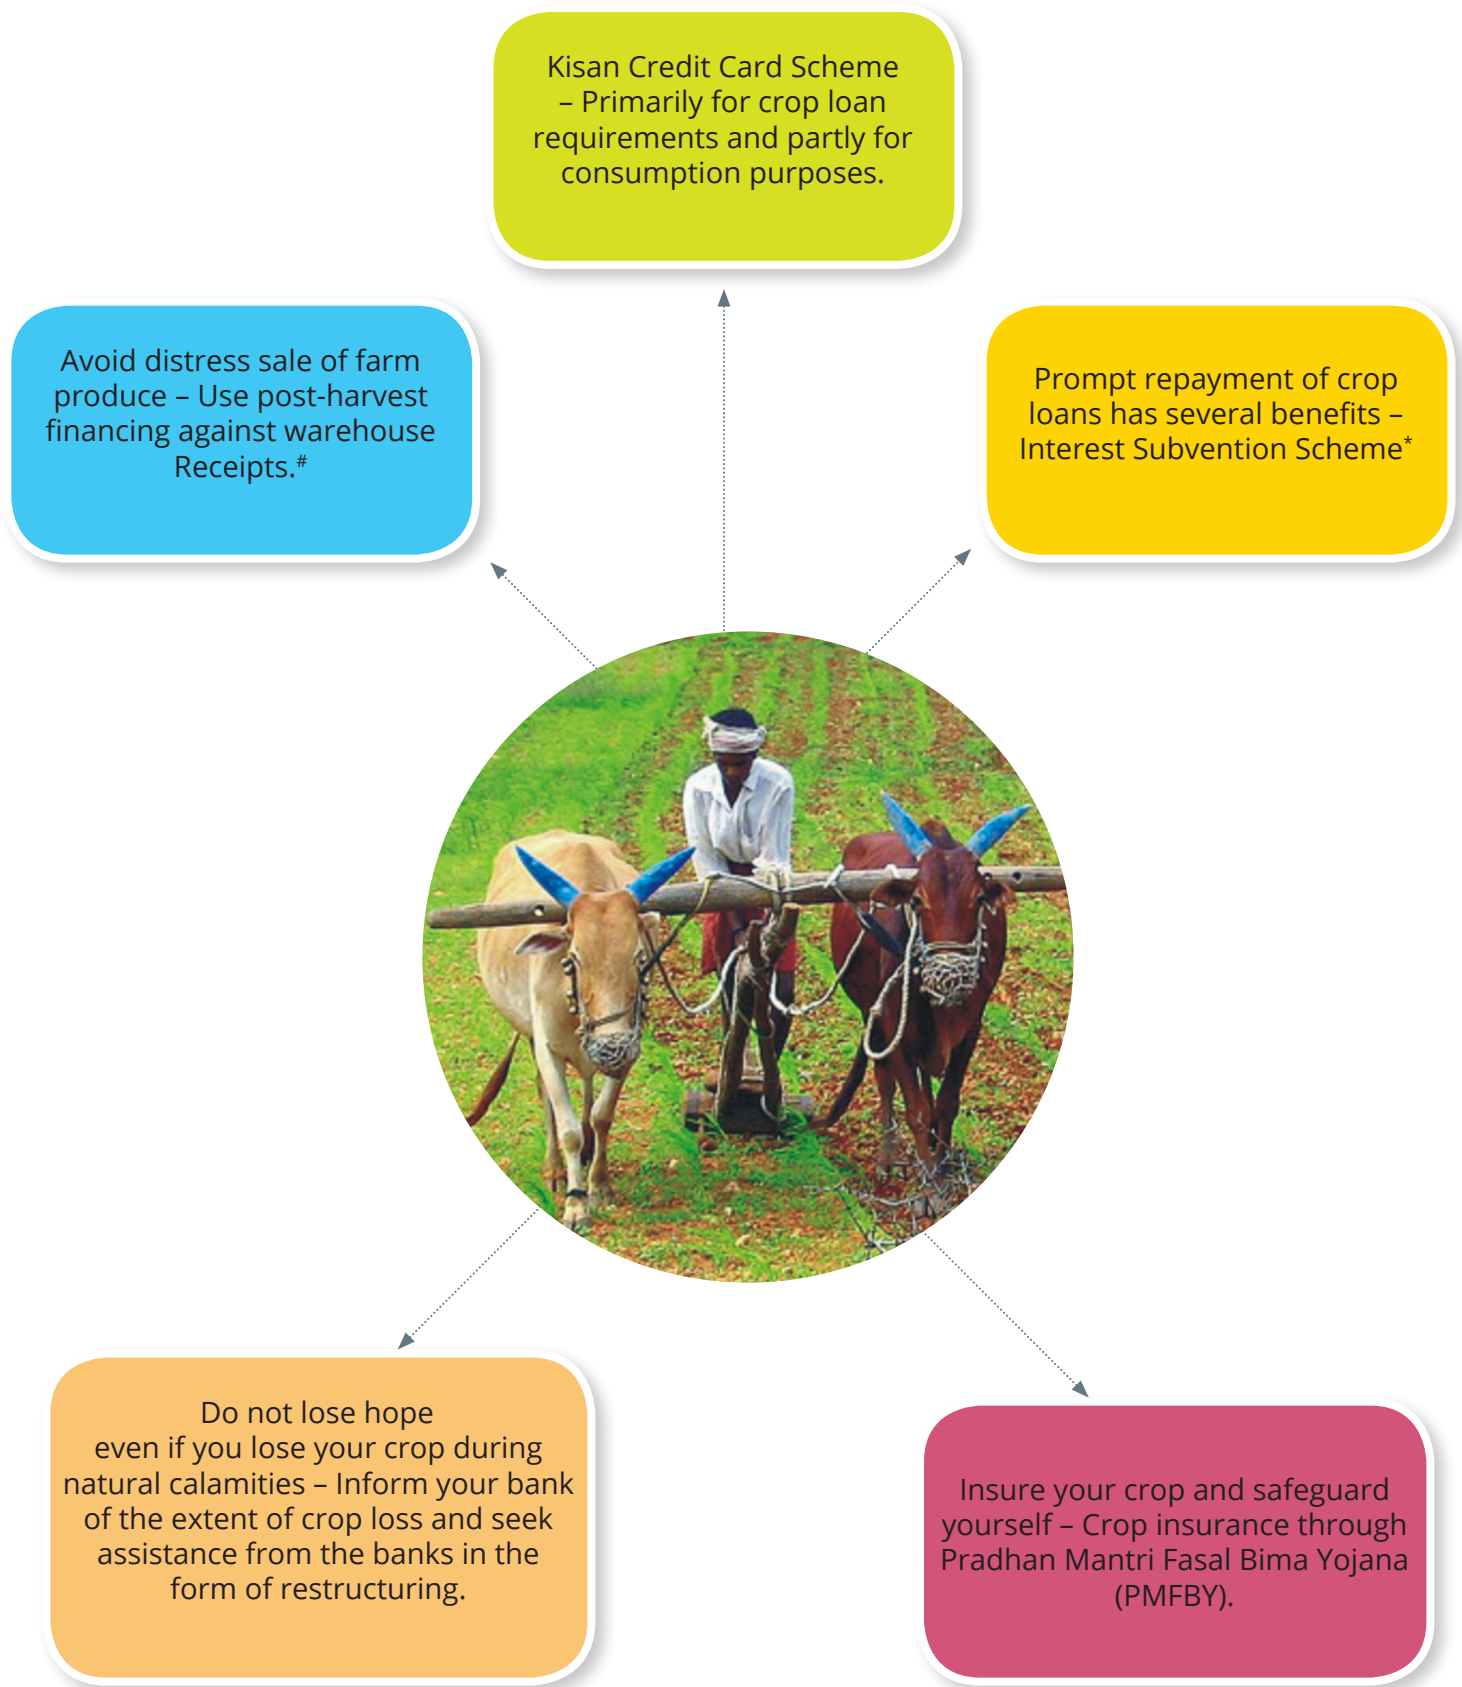 Kisan Credit Card Scheme
– Primarily for crop loan
requirements and partly for
consumption purposes.
Avoid distress sale of farm
produce – Use post-harvest
financing against warehouse
Receipts.#
Prompt repayment of crop
loans has several benefits –
Interest Subvention Scheme*
Do not lose hope
even if you lose your crop during
natural calamities – Inform your bank
of the extent of crop loss and seek
assistance from the banks in the
form of restructuring.
Insure your crop and safeguard
yourself – Crop insurance through
Pradhan Mantri Fasal Bima Yojana
(PMFBY).